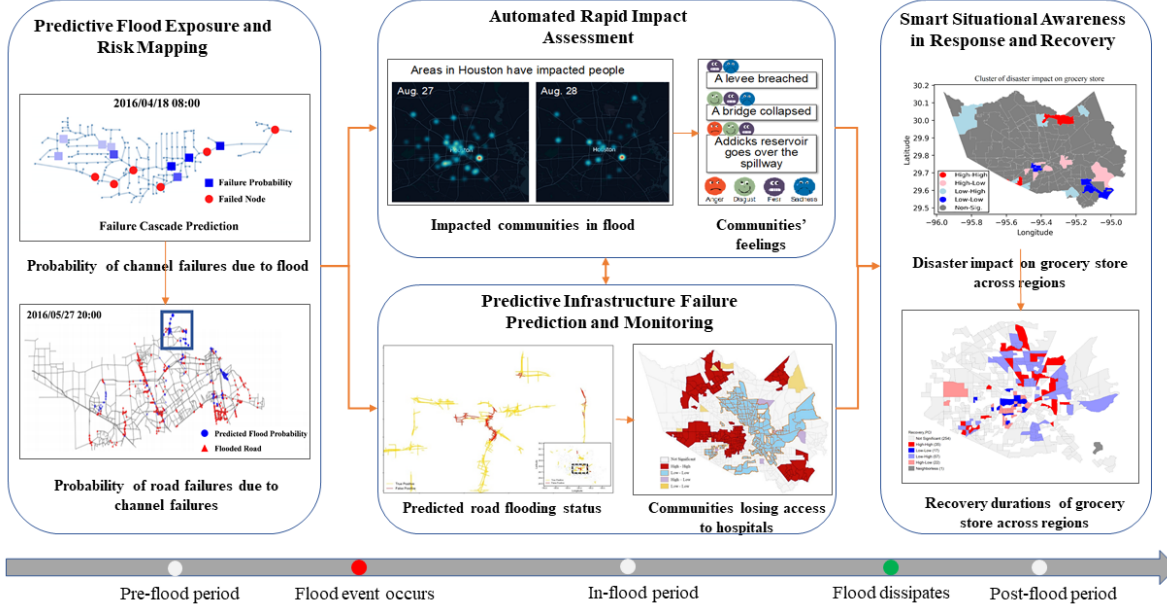 Predictive Flood Exposure and
Risk Mapping
2016/04/18 08:00
Failure Probability
Failed Node
Failure Cascade Prediction
Probability of channel failures due to flood
2016/05/27 20:00
Predicted Flood Probability
Flooded Road
Probability of road failures due to
channel failures
Automated Rapid Impact
Assessment
Areas in Houston have impacted people
Aug. 27
Aug. 28
Houston
Houston
Impacted communities in flood
A levee breached
A bridge collapsed
Addicks reservoir
goes over the
spillway
Anger
Disgust
Fear
Sadness
Communities'
feelings
Predictive Infrastructure Failure
Prediction and Monitoring
Predicted road flooding status
Not Significant
High - High
Low - Low
High - Low
Low - Low
Communities losing access
to hospitals
Smart Situational Awareness
in Response and Recovery
Cluster of disaster impact on grocery store
30.2
30.1
30.0
29.9
29.8
29.7
29.6
29.5
Latitude
High-High
High-Low
Low-High
Low-Low
Non-Sig.
−96.0
−95.8
−95.6
−95.4
−95.2
−95.0
Longitude
Disaster impact on grocery store
across regions
Not Significant (204)
Recovery durations of grocery
store across regions
Pre-flood period
Flood event occurs
In-flood period
Flood dissipates
Post-flood period